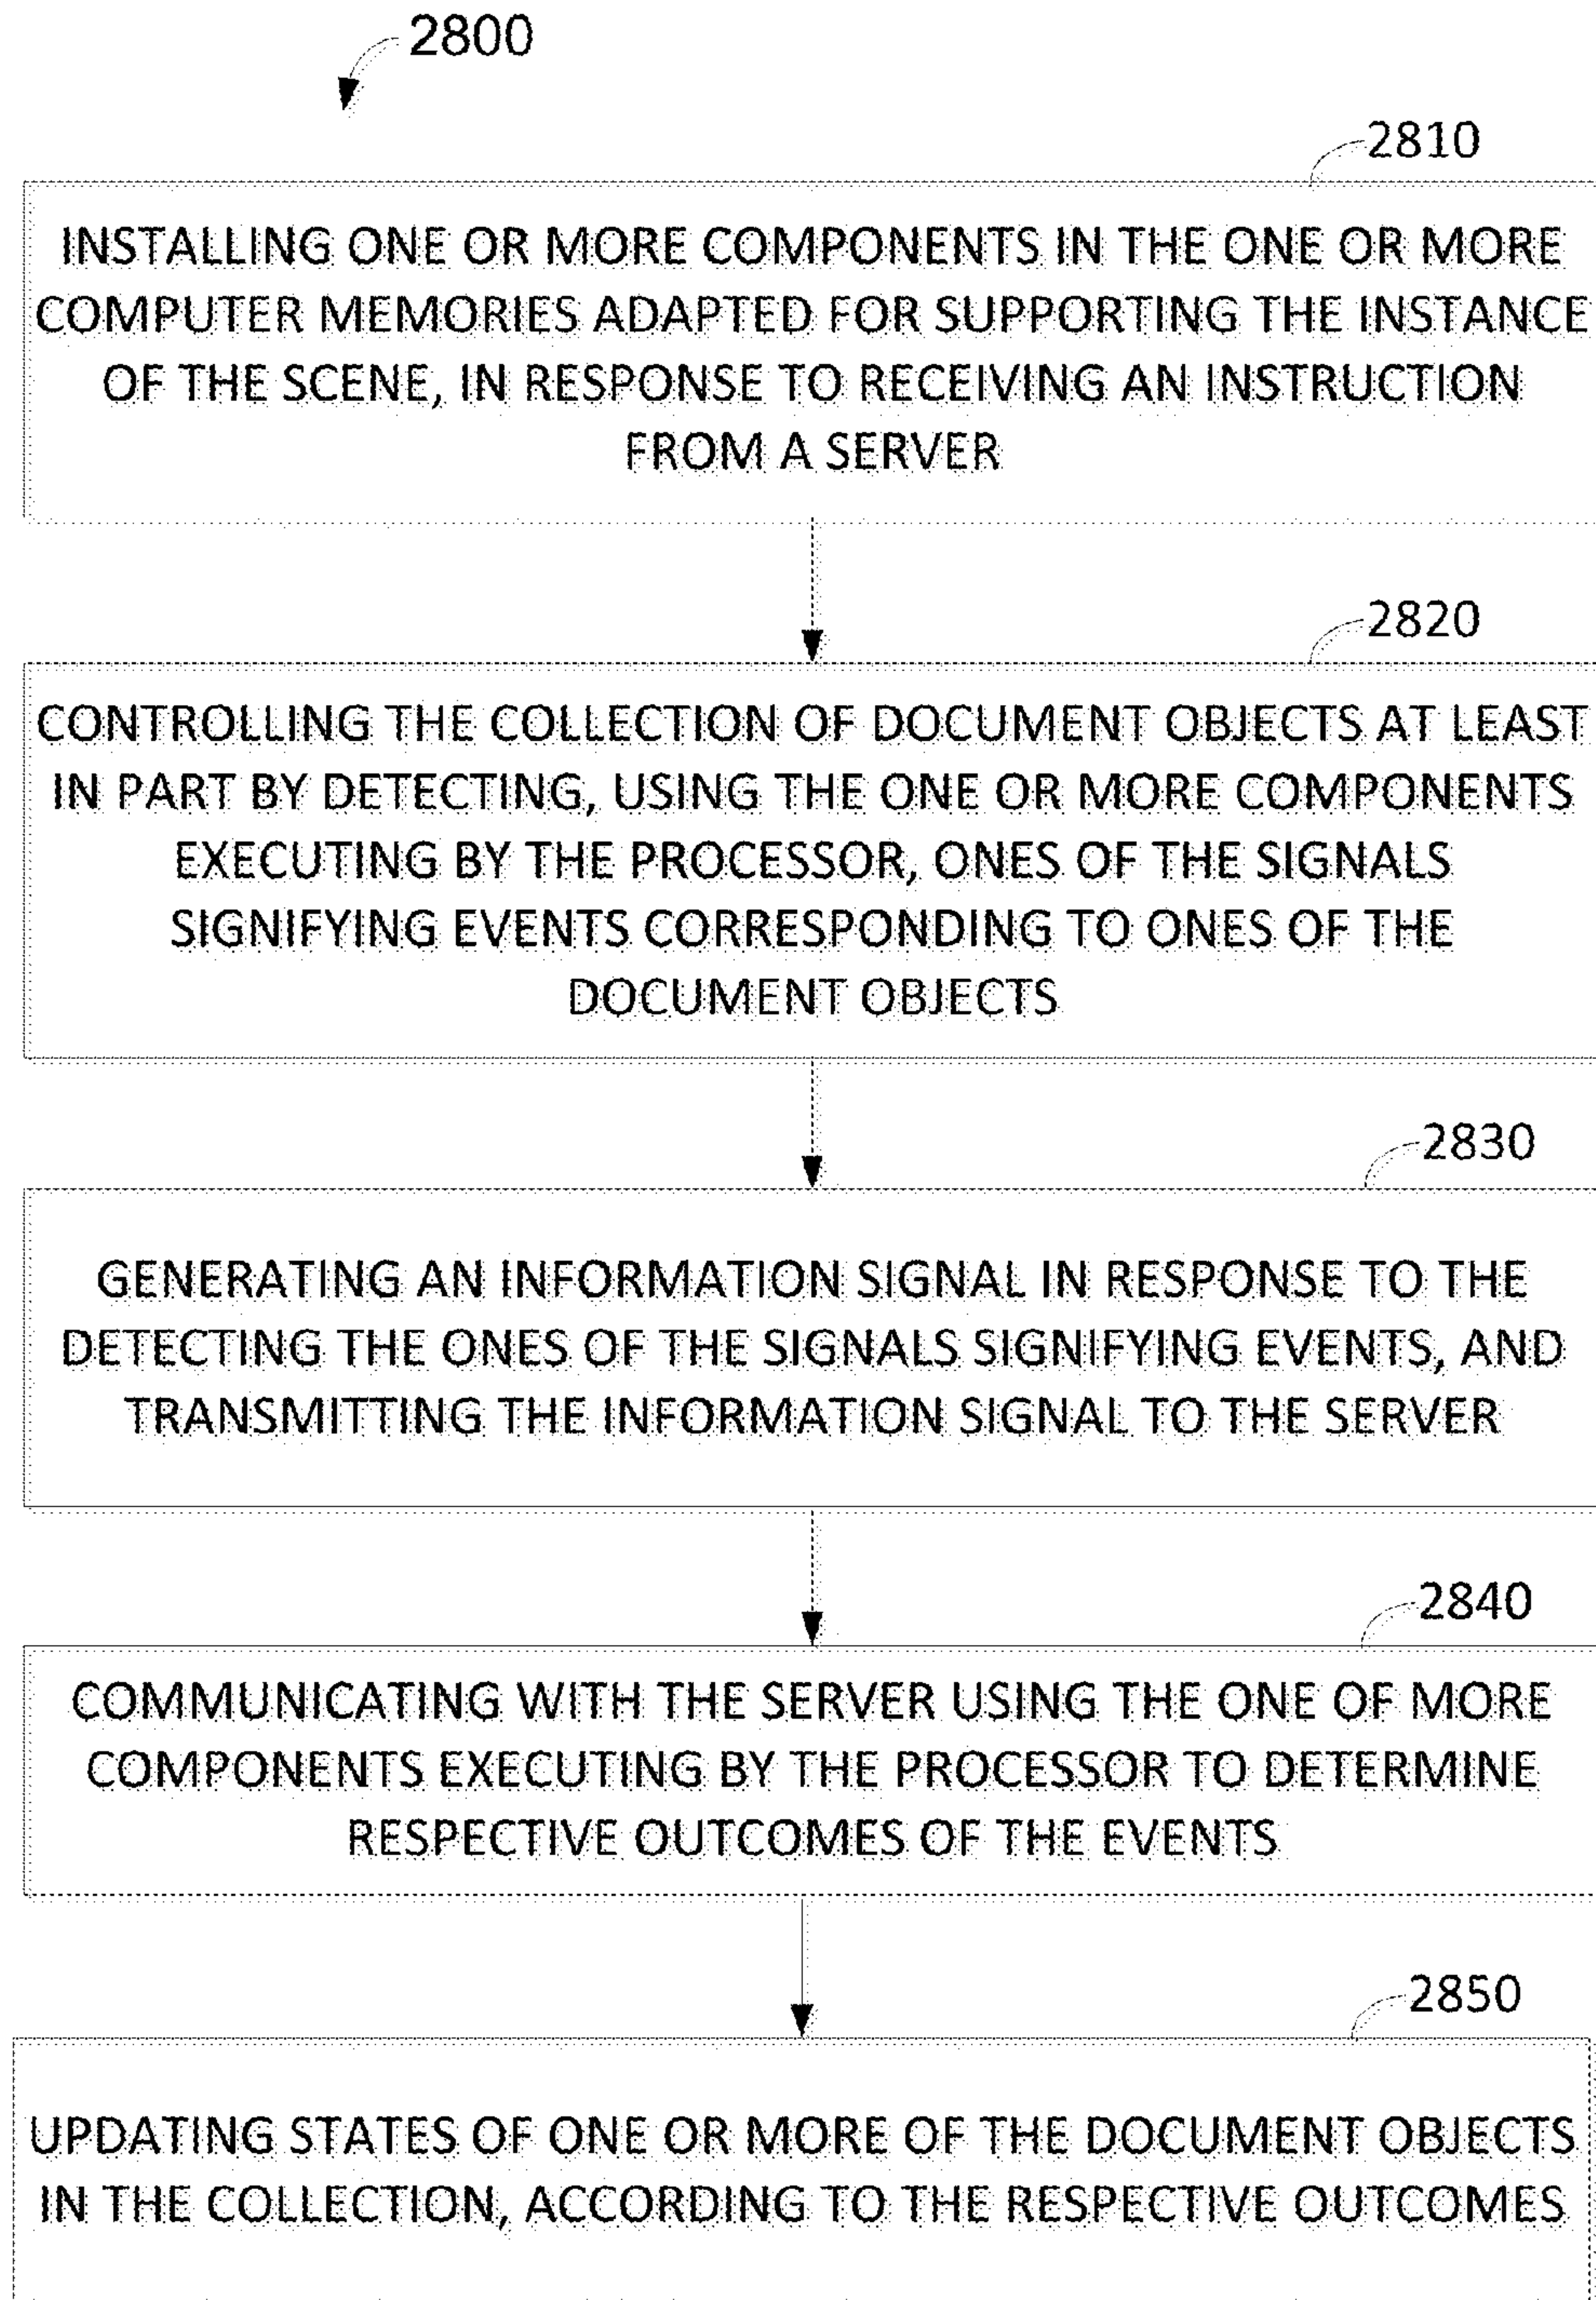 2800
2810
INSTALLING ONE OR MORE COMPONENTS IN THE ONE OR MORE
COMPUTER MEMORIES ADAPTED FOR SUPPORTING THE INSTANCE
OF THE SCENE, IN RESPONSE TO RECEIVING AN INSTRUCTION
FROM A SERVER
2820
CONTROLLING THE COLLECTION OF DOCUMENT OBJECTS AT LEAST
IN PART BY DETECTING, USING THE ONE OR MORE COMPONENTS
EXECUTING BY THE PROCESSOR, ONES OF THE SIGNALS
SIGNIFYING EVENTS CORRESPONDING TO ONES OF THE
DOCUMENT OBJECTS
2830
GENERATING AN INFORMATION SIGNAL IN RESPONSE TO THE
DETECTING THE ONES OF THE SIGNALS SIGNIFYING EVENTS, AND
TRANSMITTING THE INFORMATION SIGNAL TO THE SERVER
2840
COMMUNICATING WITH THE SERVER USING THE ONE OF MORE
COMPONENTS EXECUTING BY THE PROCESSOR TO DETERMINE
RESPECTIVE OUTCOMES OF THE EVENTS
2850
UPDATING STATES OF ONE OR MORE OF THE DOCUMENT OBJECTS
IN THE COLLECTION, ACCORDING TO THE RESPECTIVE OUTCOMES